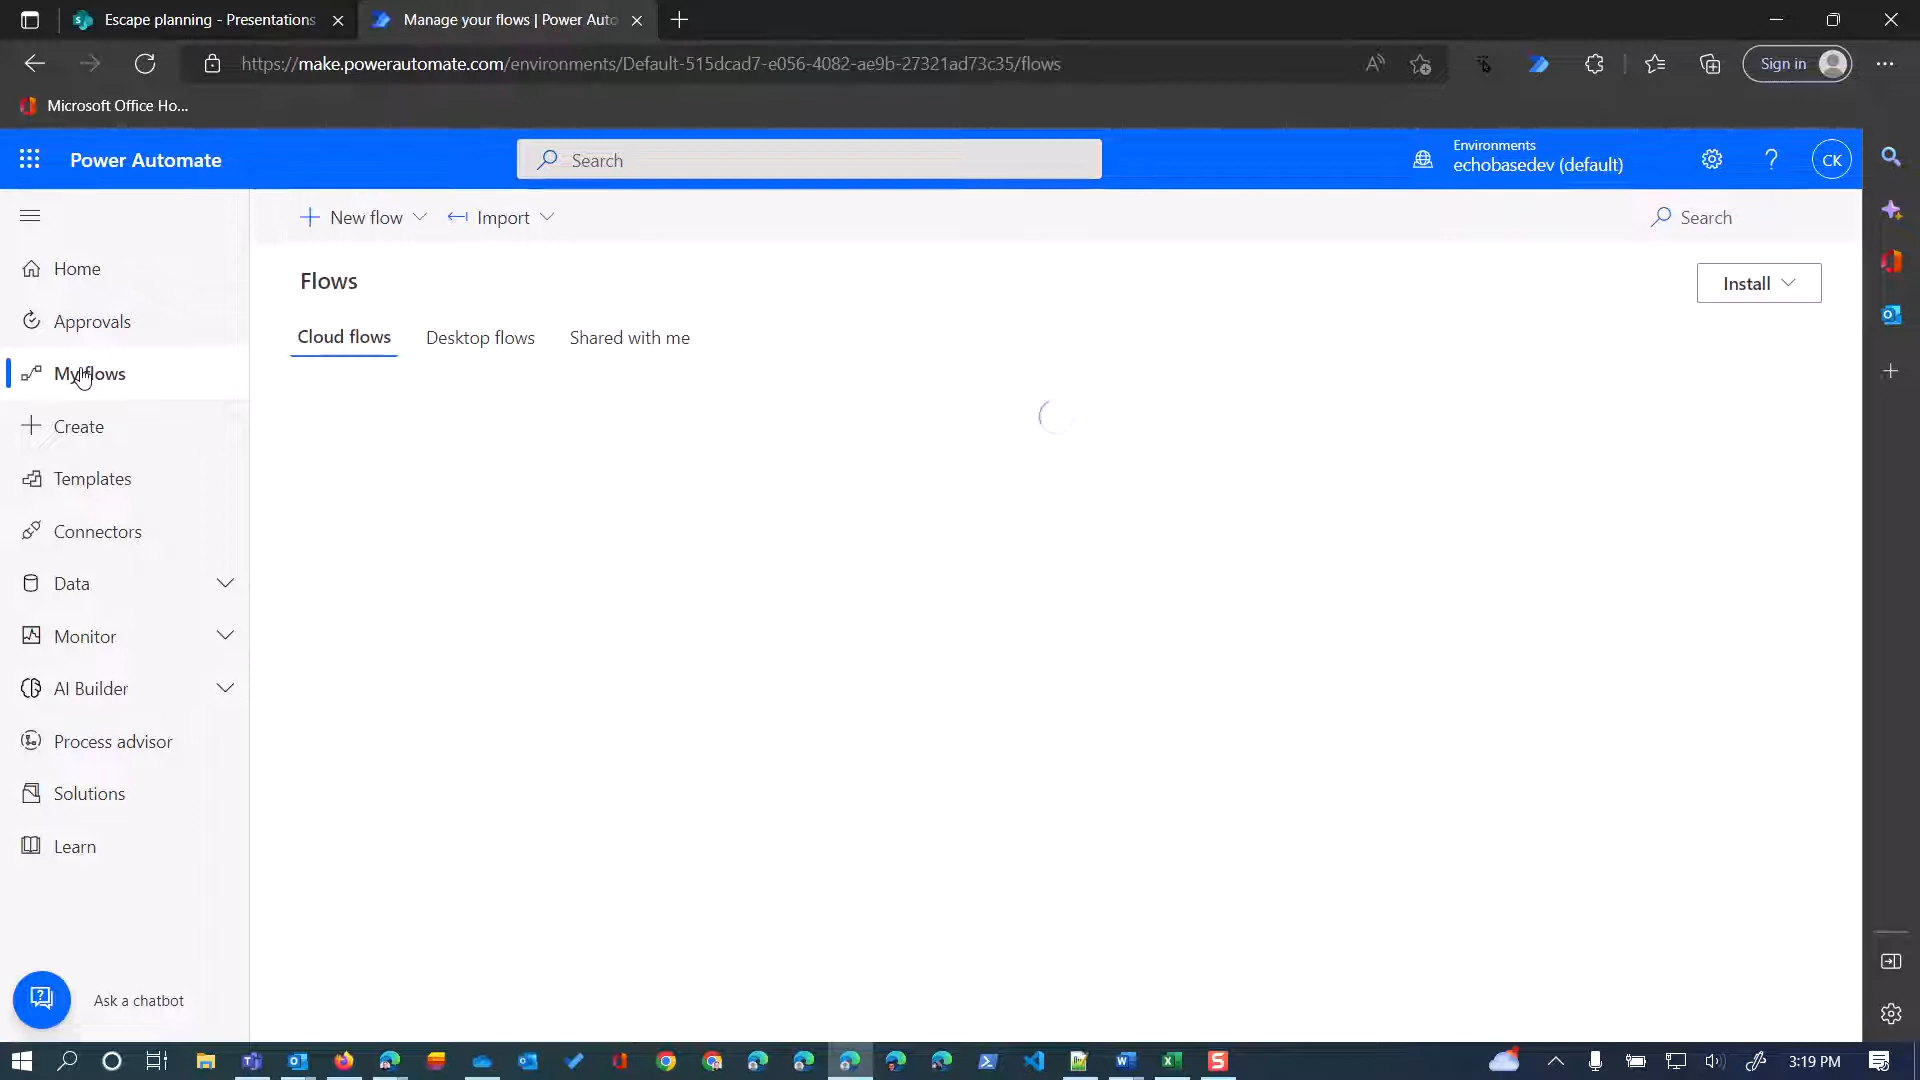 Escape planning - Presentations
Manage your flows | Power Auto
https://make.powerautomate.com/environments/Default-515dcad7-e056-4082-ae9b-27321ad73c35/flows
Sign in
Microsoft Office Ho...
Power Automate
Search
Environments
echobasedev (default)
CK
New flow
Import
Search
Home
Flows
Install
Approvals
Cloud flows
Desktop flows
Shared with me
My flows
Create
Templates
Connectors
Data
Monitor
AI Builder
Process advisor
Solutions
Learn
Ask a chatbot
3:19 PM